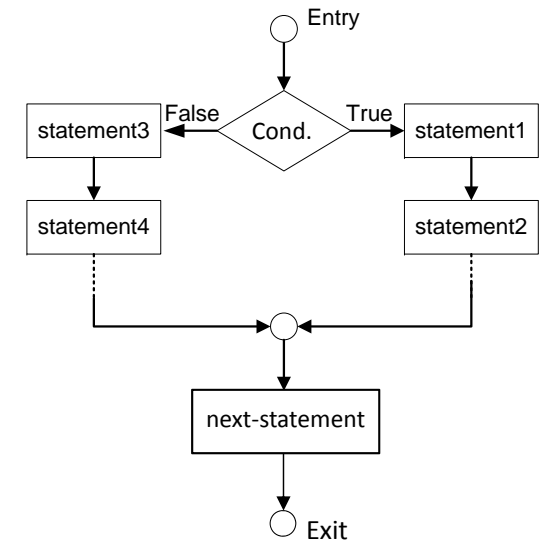 Entry
False
True
statement3
Cond.
statement1
statement4
statement2
next-statement
Exit